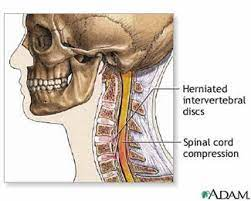 Herniated
intervertebral
discs
Spinal cord
compression
ADAM